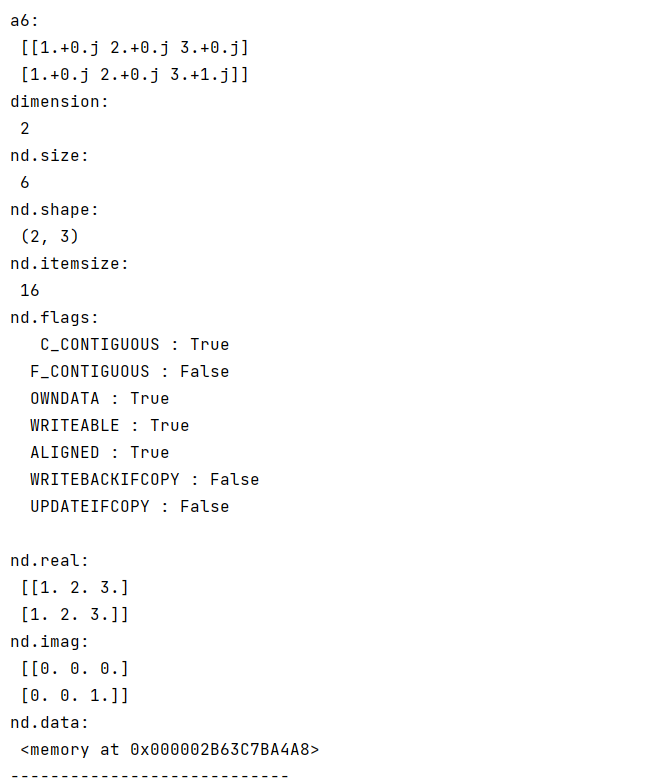 a6:
 [[1.+0.j 2.+0.j 3.+0.j]
 [1.+0.j 2.+0.j 3.+1.j]]
dimension:
 2
nd.size:
 6
nd.shape:
 (2, 3)
nd.itemsize:
 16
nd.flags:
   C_CONTIGUOUS : True
  F_CONTIGUOUS : False
  OWNDATA : True
  WRITEABLE : True
  ALIGNED : True
  WRITEBACKIFCOPY : False
  UPDATEIFCOPY : False

nd.real:
 [[1. 2. 3.]
 [1. 2. 3.]]
nd.imag:
 [[0. 0. 0.]
 [0. 0. 1.]]
nd.data:
 <memory at 0x000002B63C7BA4A8>
----------------------------